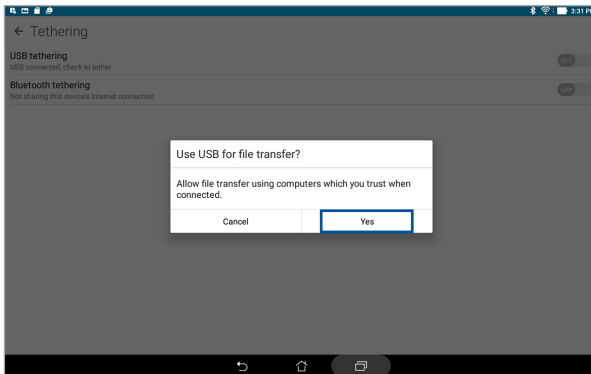 3:31 P
Tethering
USB tethering
USB connected, check to tether
OFF
Bluetooth tethering
Not sharing this device's Internet connection
OFF
Use USB for file transfer?
Allow file transfer using computers which you trust when
connected.
Cancel Yes